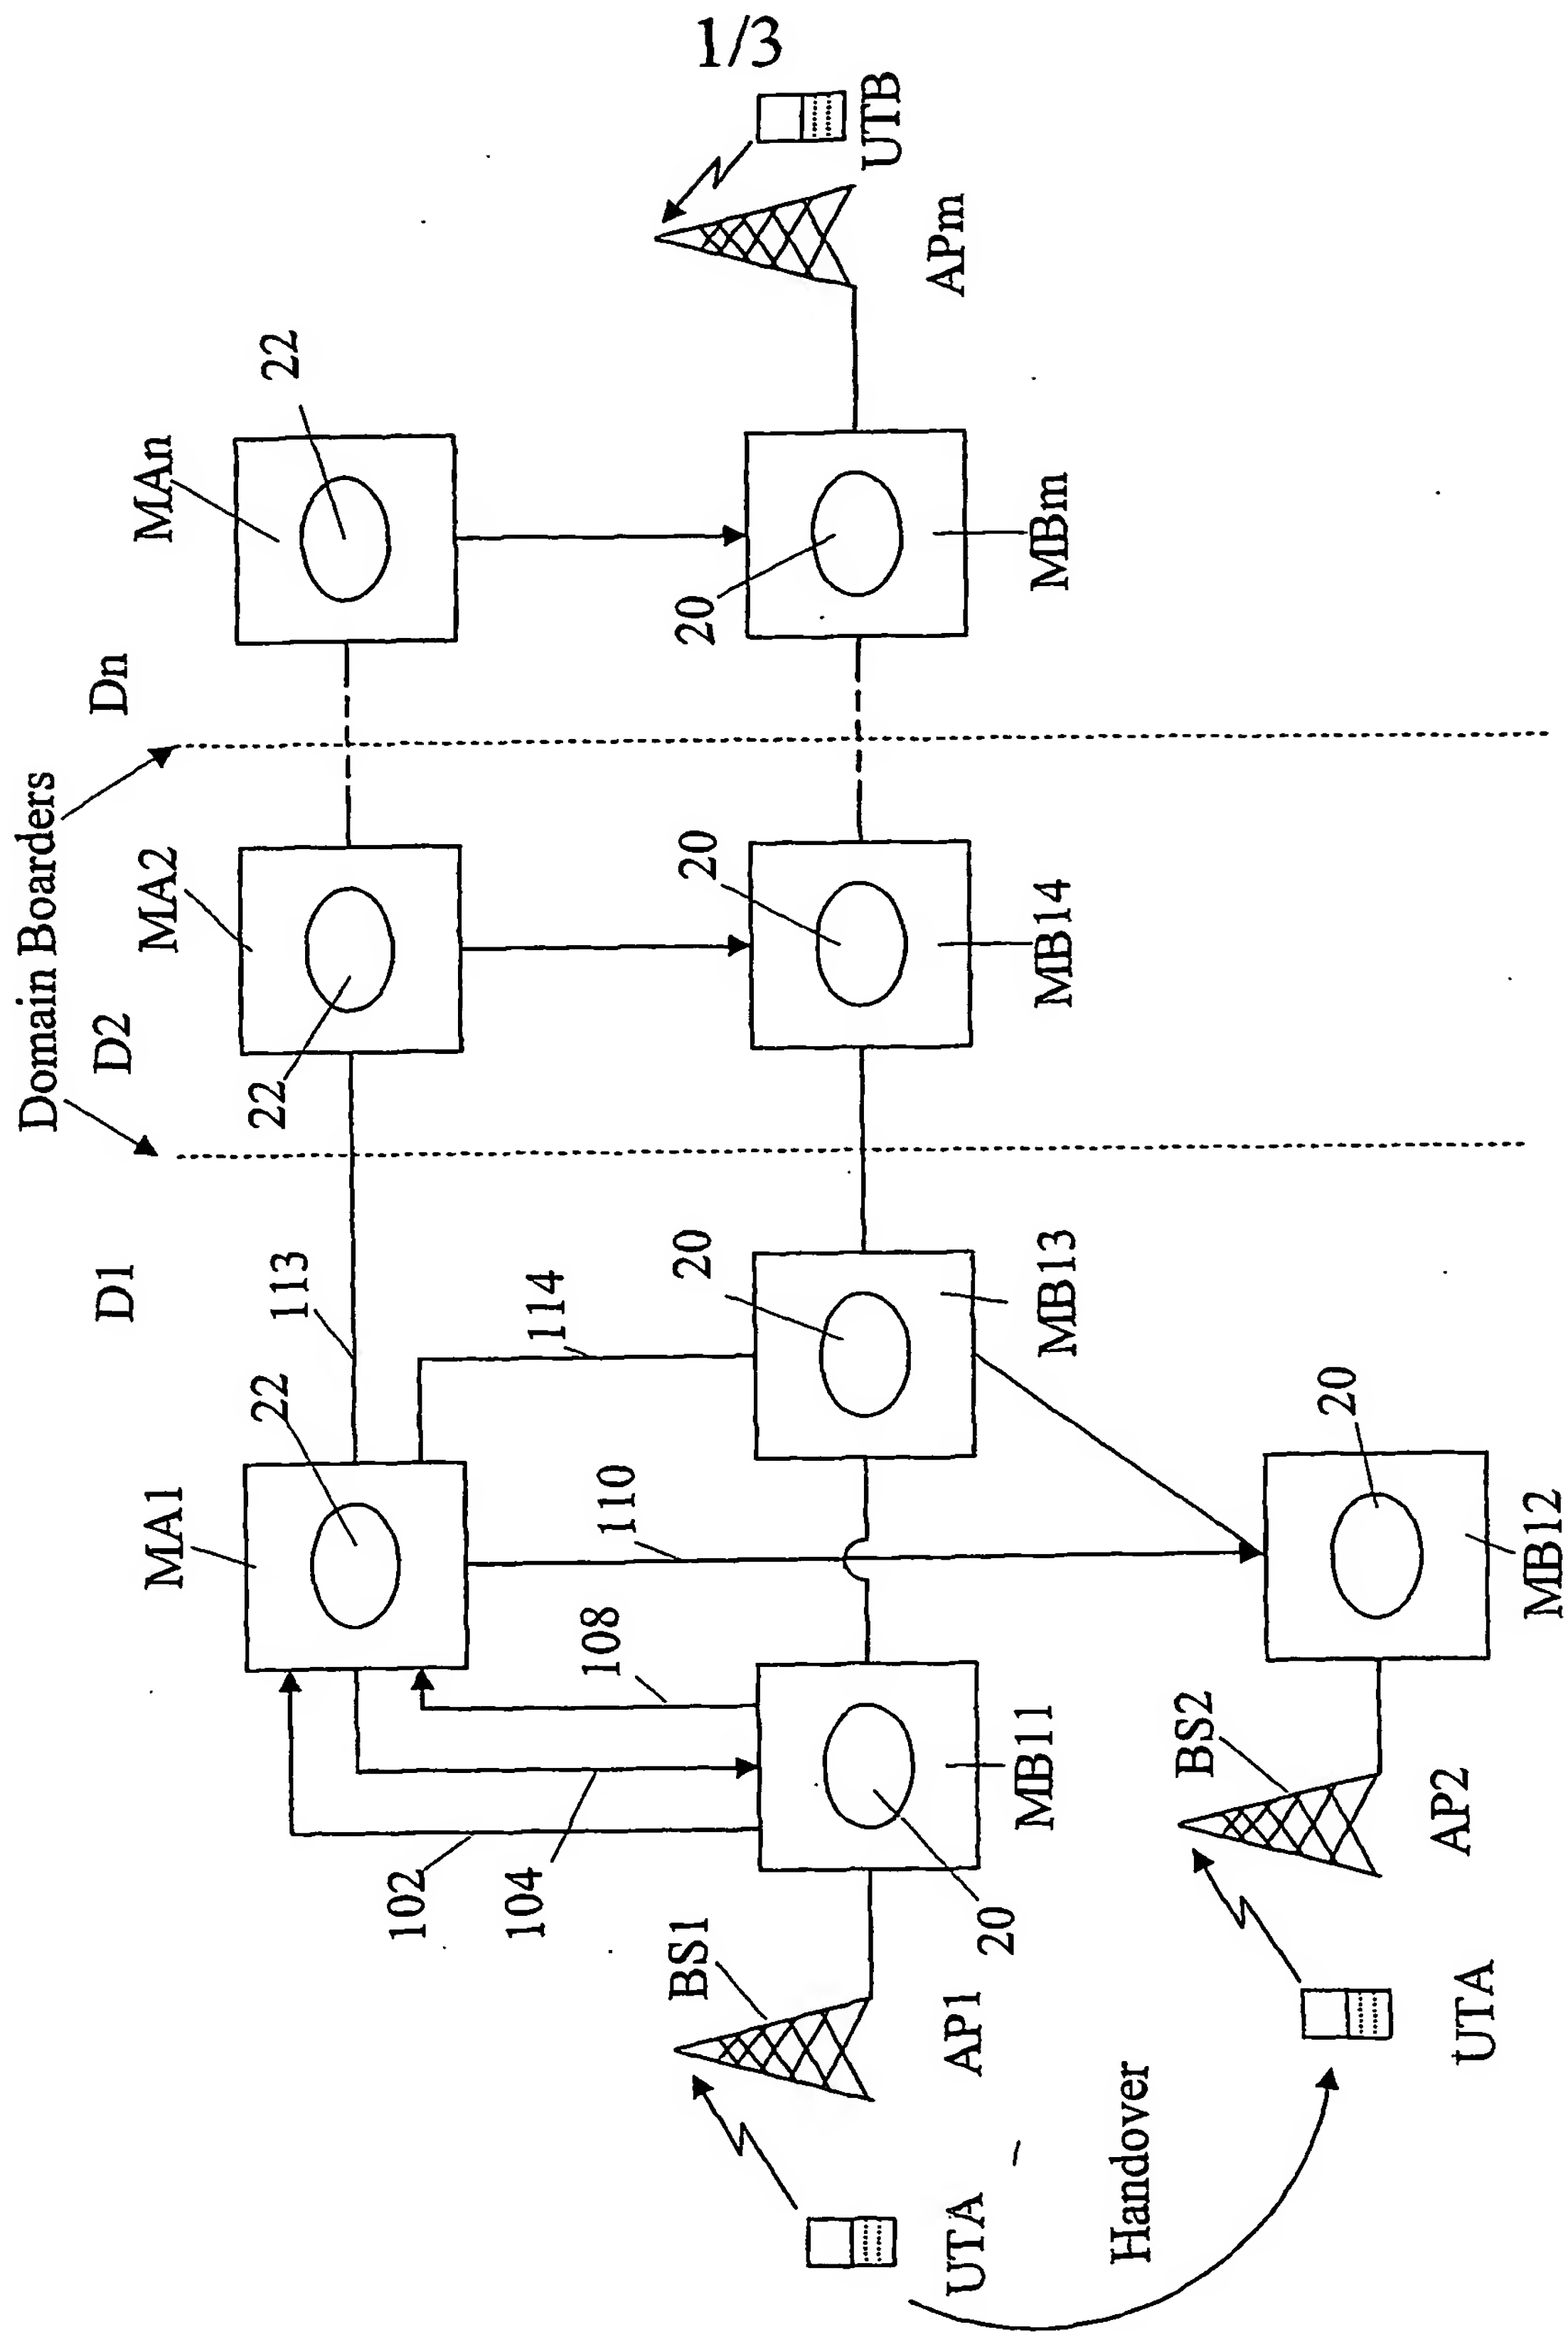 1/3
Domain Boarders
D1
D2
Dn
MA1
22
MA2
22
MAn
22
113
102
104
108
110
114
BS1
20
MB11
20
MB13
20
MB14
20
MBm
UTB
APm
UTA
AP1
Handover
BS2
20
MB12
AP2
UTA